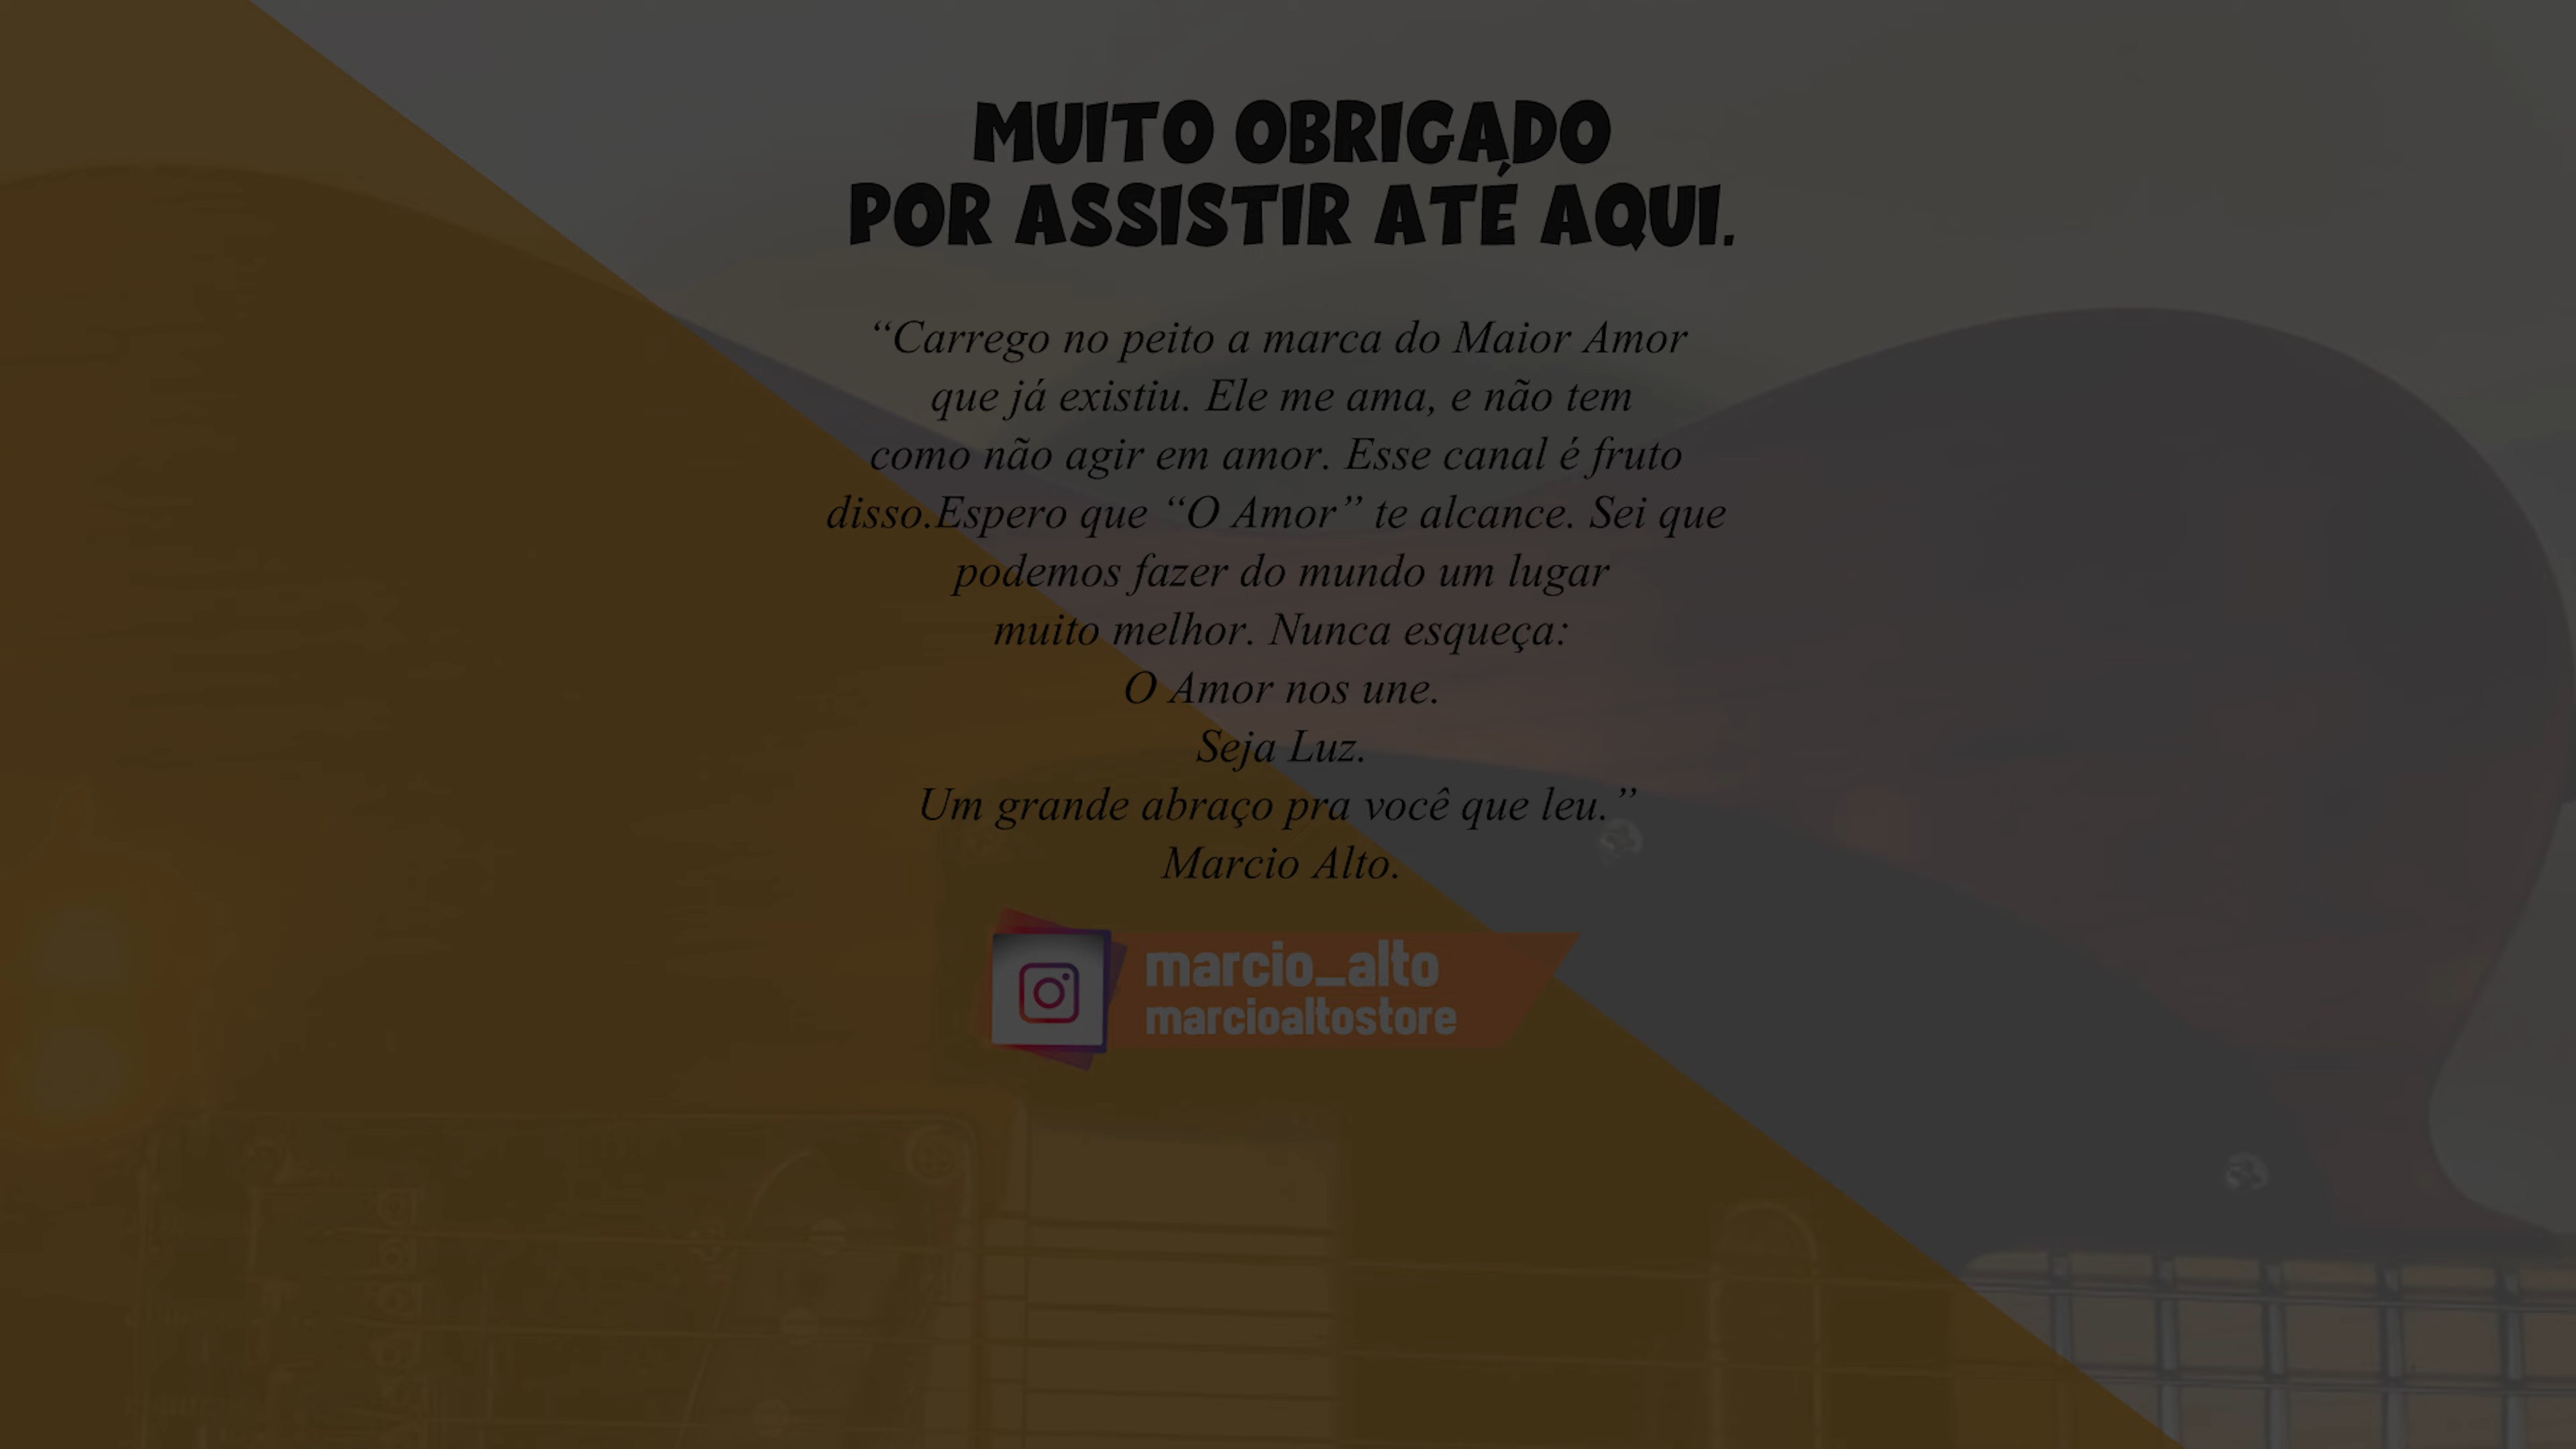 MUITO OBRIGADO
POR ASSISTIR ATÉ AQUI.
“Carrego no peito a marca do Maior Amor
que já existiu. Ele me ama, e não tem
como não agir em amor. Esse canal é fruto
disso.Espero que “O Amor” te alcance. Sei que
podemos fazer do mundo um lugar
muito melhor. Nunca esqueça:
O Amor nos une.
Seja Luz.
Um grande abraço pra você que leu.”
Marcio Alto.
marcio_alto
marcioaltostore